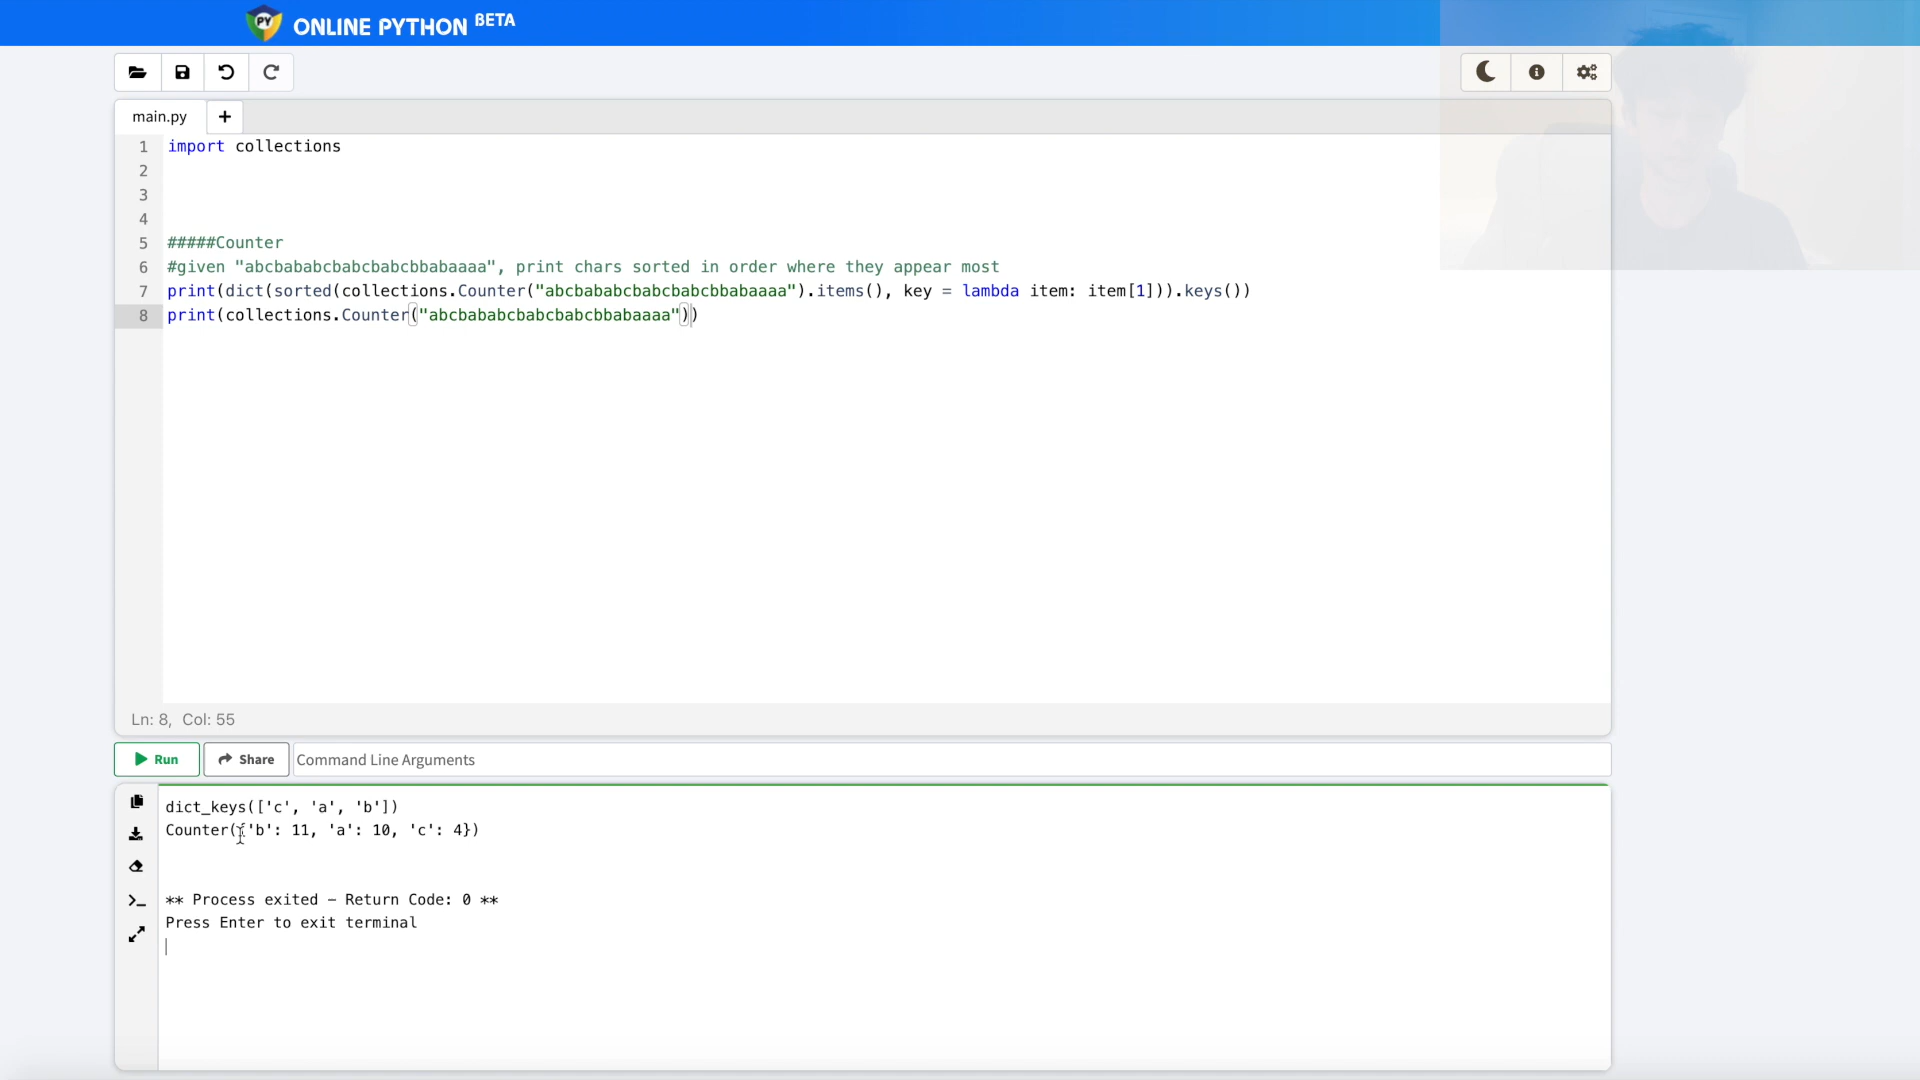 ONLINE PYTHON BETA
main.py +
1 import collections
2
3
4
5 #####Counter
6 #given "abcbababcbabcbabcbbabaaaa", print chars sorted in order where they appear most
7 print(dict(sorted(collections.Counter("abcbababcbabcbabcbbabaaaa").items(), key = lambda item: item[1])).keys())
8 print(collections.Counter("abcbababcbabcbabcbbabaaaa"))
Ln: 8, Col: 55
Run Share Command Line Arguments
dict_keys(['c', 'a', 'b'])
Counter({'b': 11, 'a': 10, 'c': 4})
** Process exited - Return Code: 0 **
Press Enter to exit terminal